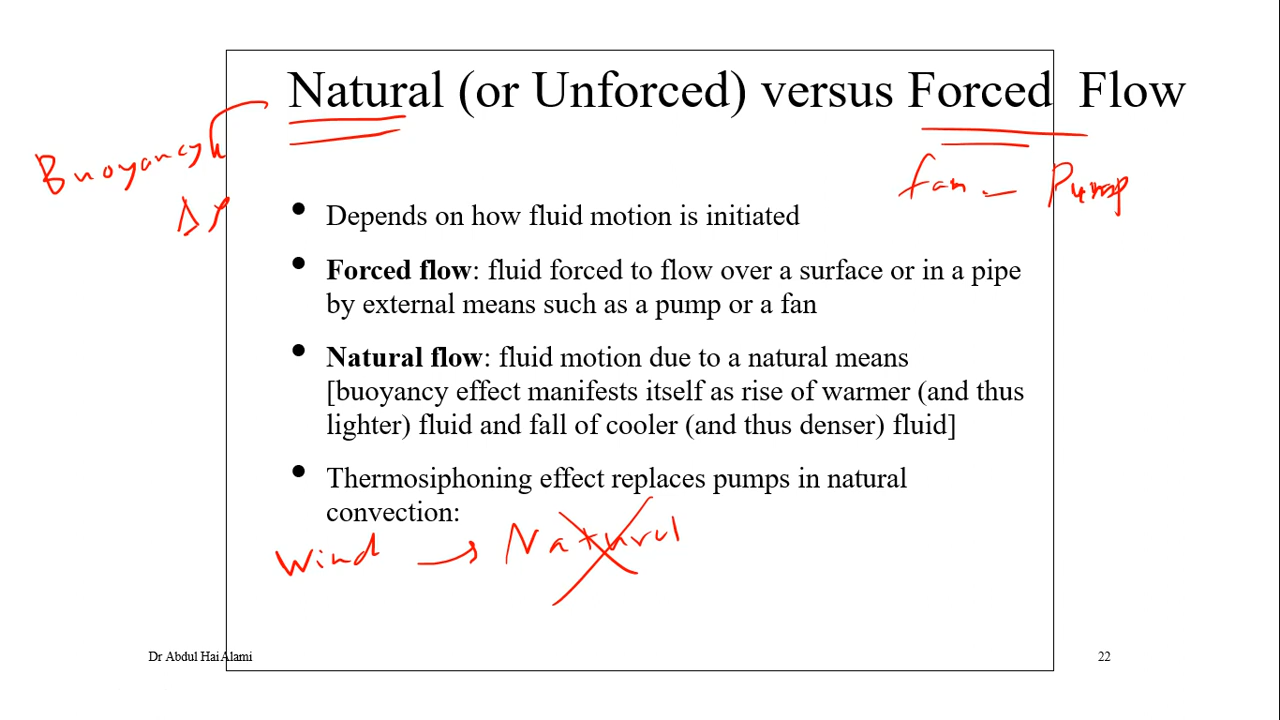 Natural (or Unforced) versus Forced Flow
Buoyancy
fan – Pump
Δρ
• Depends on how fluid motion is initiated
• Forced flow: fluid forced to flow over a surface or in a pipe
by external means such as a pump or a fan
• Natural flow: fluid motion due to a natural means
[buoyancy effect manifests itself as rise of warmer (and thus
lighter) fluid and fall of cooler (and thus denser) fluid]
• Thermosiphoning effect replaces pumps in natural
convection:
Wind → Natural
Dr Abdul Hai Alami
22